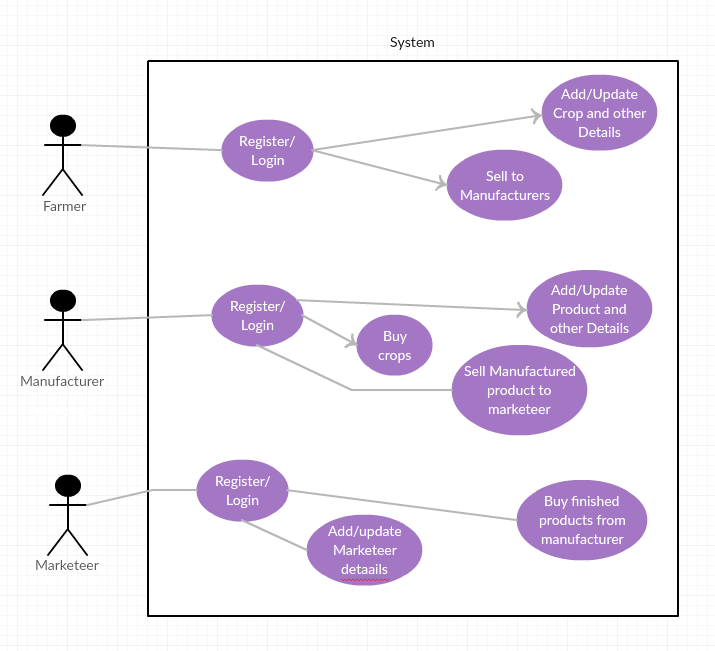 System
Add/Update
Crop and other
Details
Register/
Login
Sell to
Manufacturers
Farmer
Add/Update
Product and
other Details
Register/
Login
Buy
crops
Sell Manufactured
product to
marketeer
Manufacturer
Register/
Login
Buy finished
products from
manufacturer
Add/update
Marketeer
detaails
Marketeer